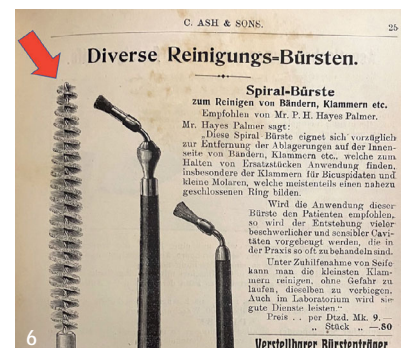 C. ASH & SONS.
25
Diverse Reinigungs-Bürsten.
Spiral-Bürste
zum Reinigen von Bändern, Klammern etc.
Empfohlen von Mr. P. H. Hayes Palmer.
Mr. Hayes Palmer sagt:
„Diese Spiral-Bürste eignet sich vorzüglich
zur Entfernung der Ablagerungen auf der Innen-
seite von Bändern, Klammern etc., welche zum
Halten von Ersatzstücken Anwendung finden,
insbesondere der Klammern für Bicuspidaten und
kleine Molaren, welche meistenteils einen nahezu
geschlossenen Ring bilden.
Wird die Anwendung dieser
Bürste den Patienten empfohlen,
so wird der Entstehung vieler
beschwerlicher und sensibler Cavi-
täten vorgebeugt werden, die in
der Praxis so oft zu behandeln sind.
Unter Zuhilfenahme von Seife
kann man die kleinsten Klam-
mern reinigen, ohne Gefahr zu
laufen, dieselben zu verbiegen.
Auch im Laboratorium wird sie
gute Dienste leisten."
Preis . . per Dtzd. Mk. 9.—
„ Stück „ —.80
Verstellbarer Bürstenträger
6